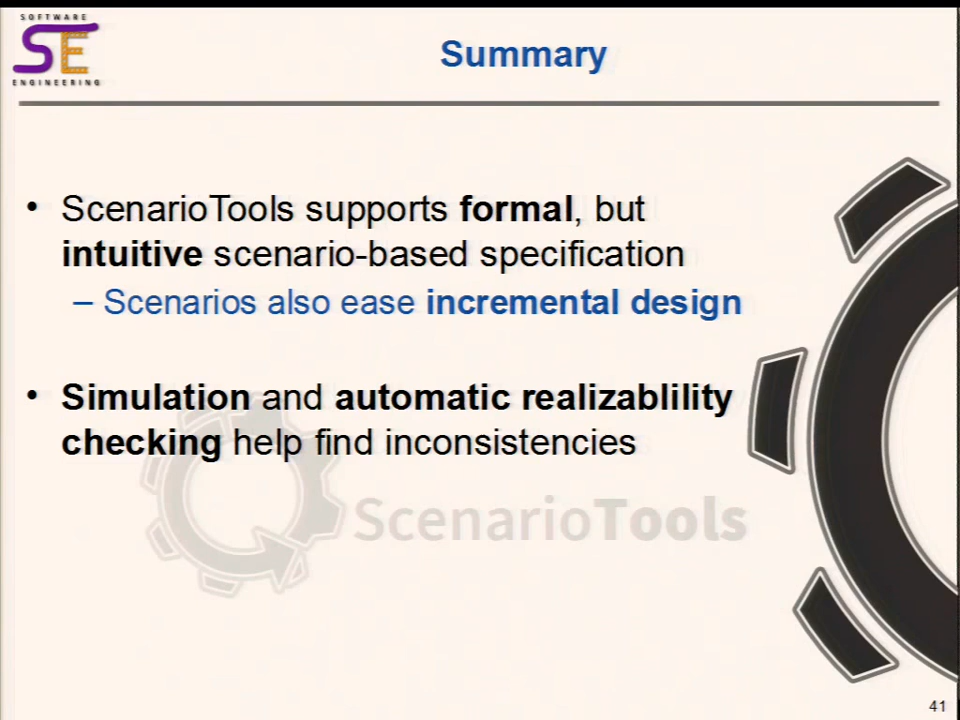 SOFTWARE
SE
ENGINEERING
Summary
• ScenarioTools supports formal, but
intuitive scenario-based specification
– Scenarios also ease incremental design
• Simulation and automatic realizablility
checking help find inconsistencies
ScenarioTools
41